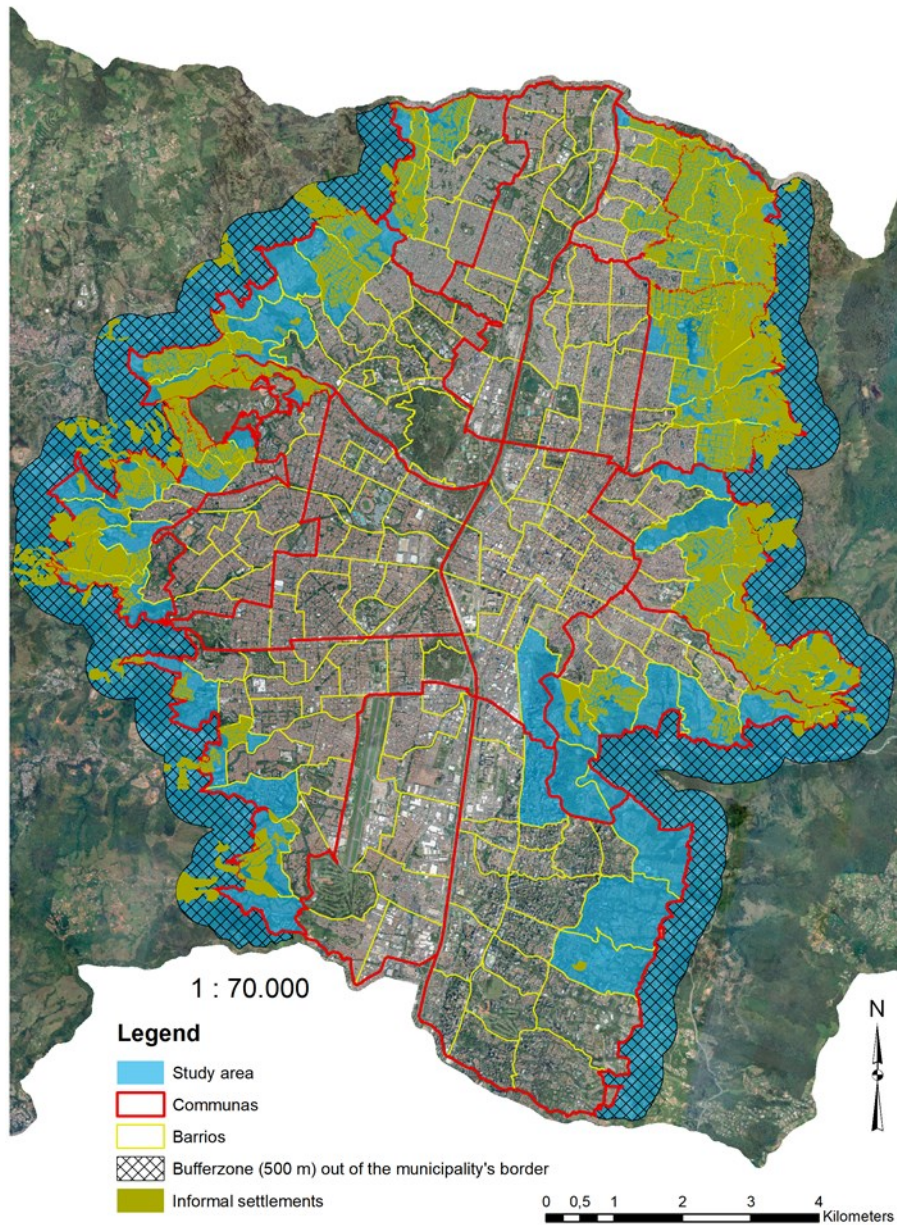 1 : 70.000
Legend
Study area
Communas
Barrios
Bufferzone (500 m) out of the municipality's border
Informal settlements
N
0 0,5 1 2 3 4
Kilometers